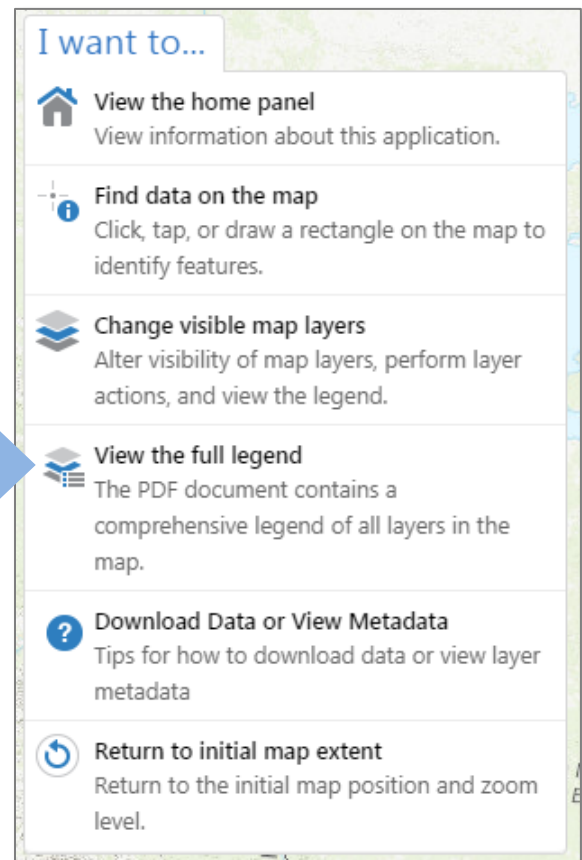 I want to...
View the home panel
View information about this application.
Find data on the map
Click, tap, or draw a rectangle on the map to
identify features.
Change visible map layers
Alter visibility of map layers, perform layer
actions, and view the legend.
View the full legend
The PDF document contains a
comprehensive legend of all layers in the
map.
Download Data or View Metadata
Tips for how to download data or view layer
metadata
Return to initial map extent
Return to the initial map position and zoom
level.